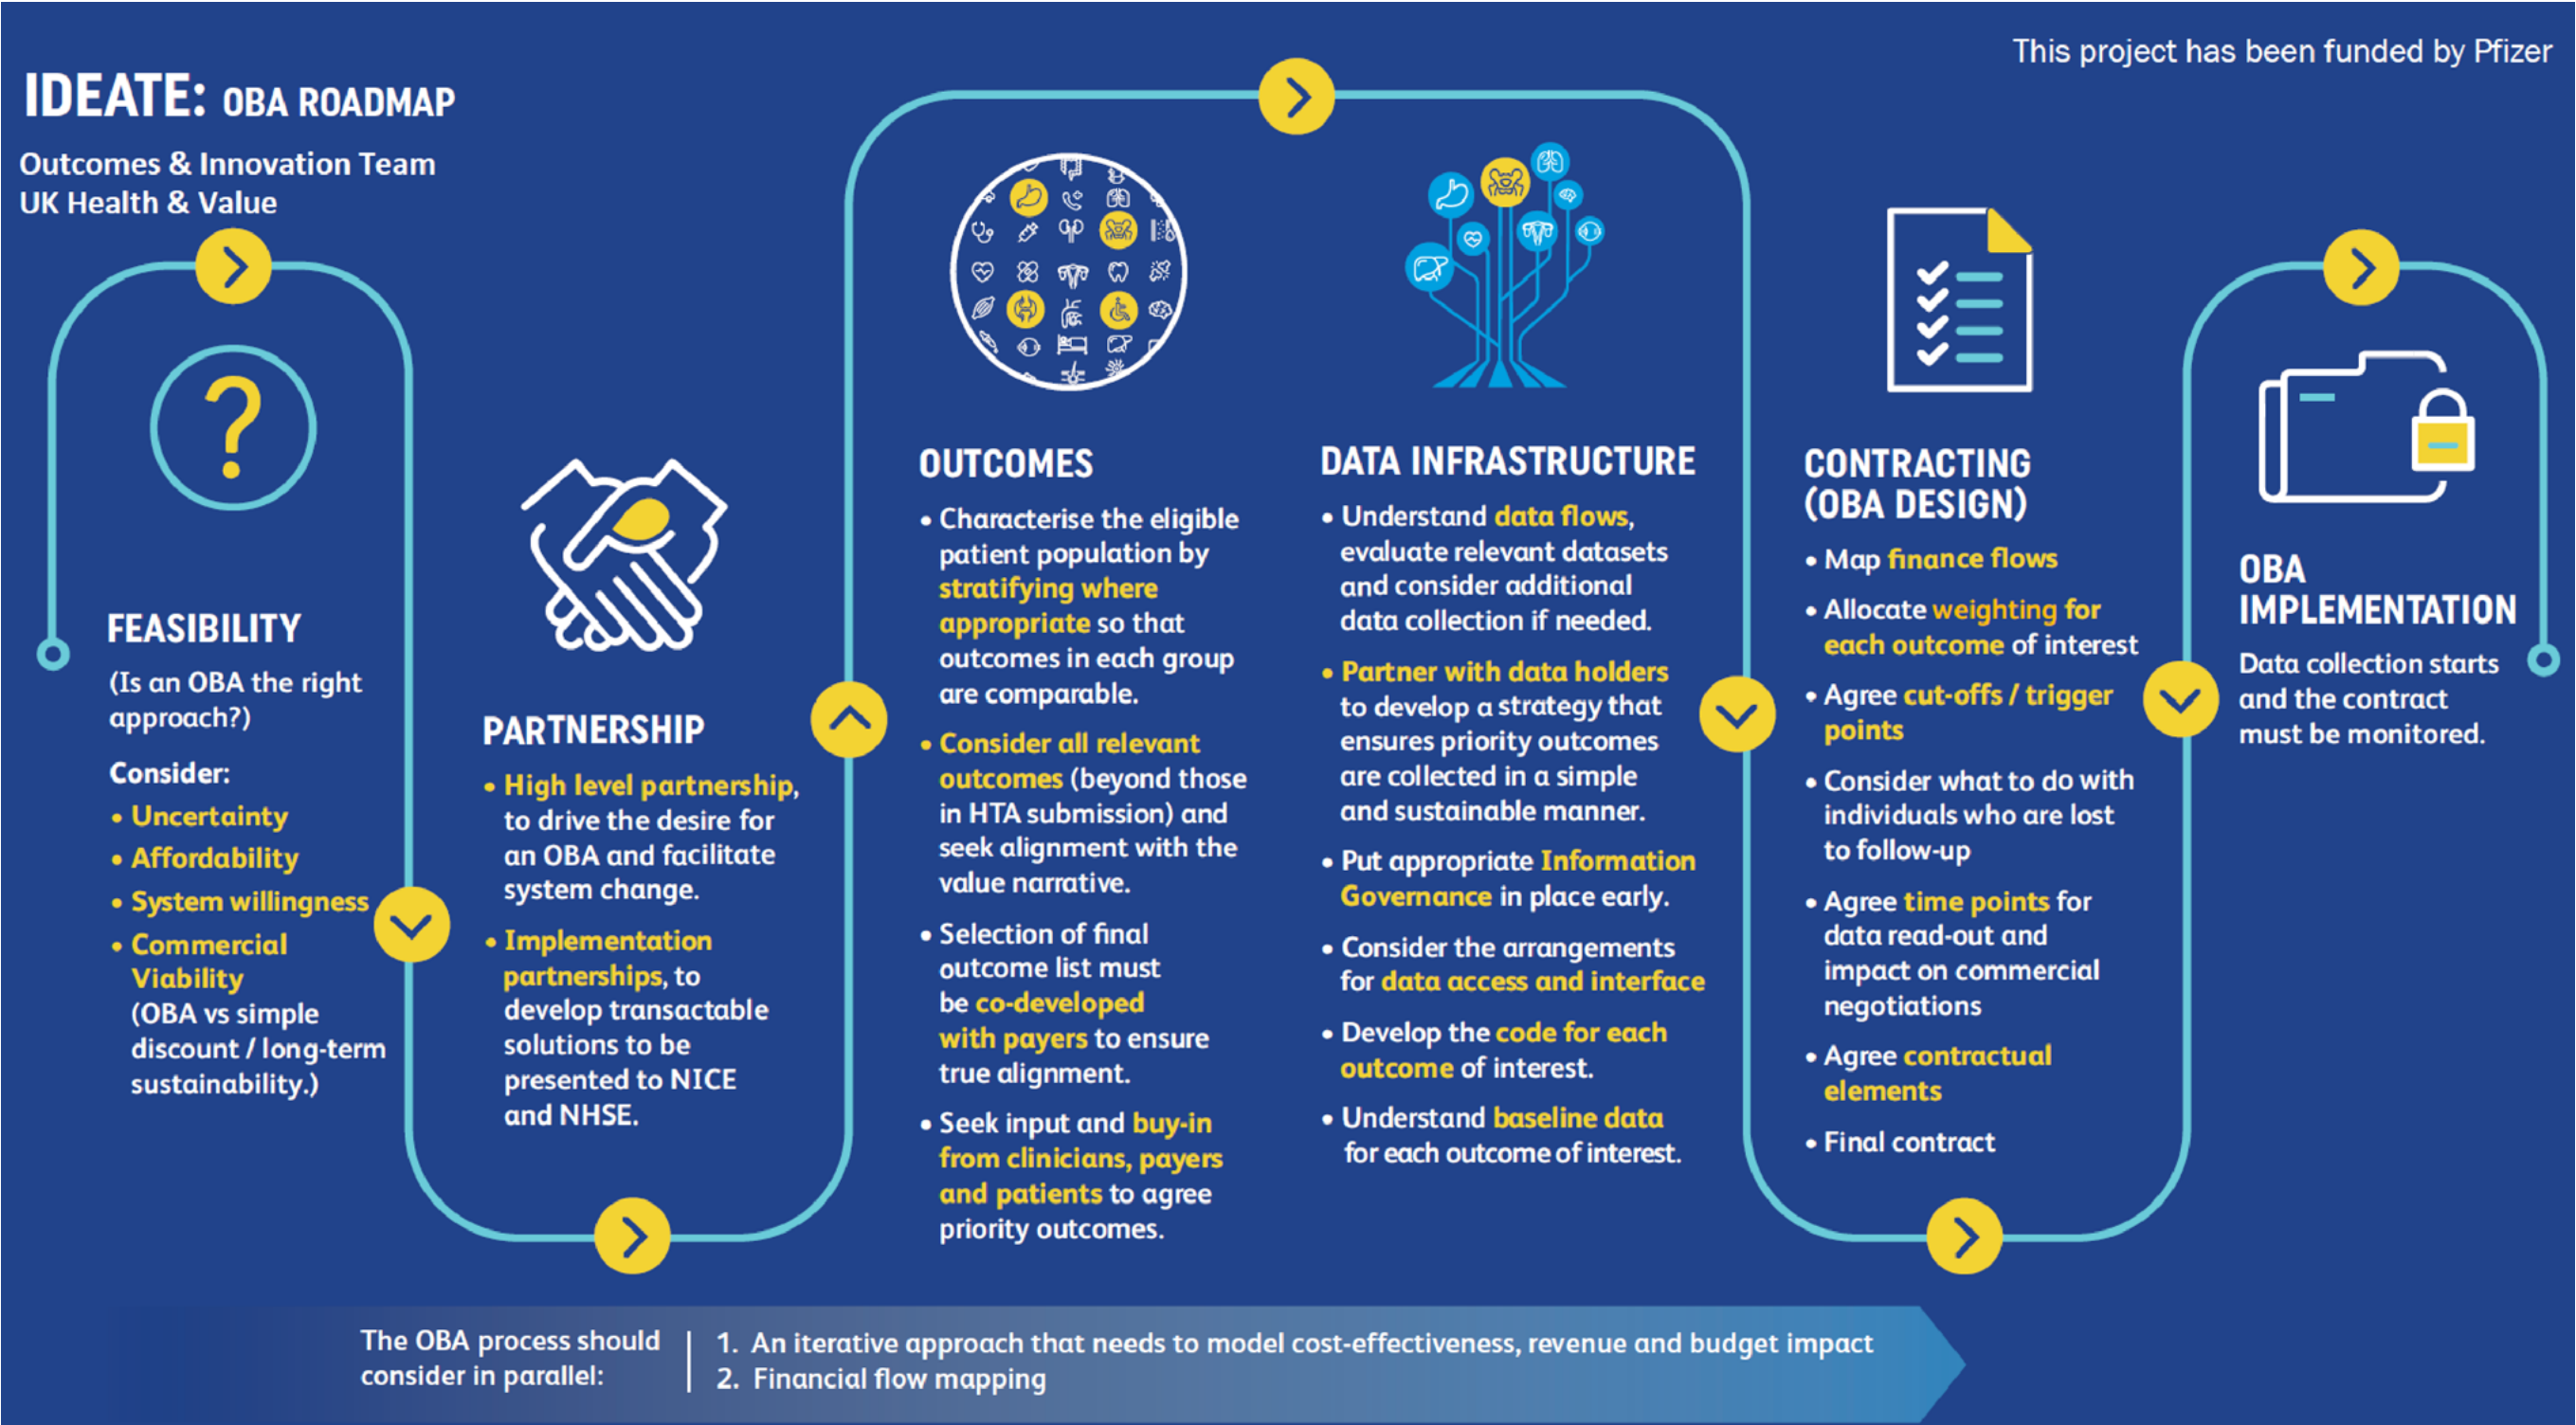 This project has been funded by Pfizer
IDEATE: OBA ROADMAP
Outcomes & Innovation Team
UK Health & Value
?
FEASIBILITY
(Is an OBA the right
approach?)
Consider:
• Uncertainty
• Affordability
• System willingness
• Commercial
Viability
(OBA vs simple
discount / long-term
sustainability.)
PARTNERSHIP
• High level partnership,
to drive the desire for
an OBA and facilitate
system change.
• Implementation
partnerships, to
develop transactable
solutions to be
presented to NICE
and NHSE.
OUTCOMES
• Characterise the eligible
patient population by
stratifying where
appropriate so that
outcomes in each group
are comparable.
• Consider all relevant
outcomes (beyond those
in HTA submission) and
seek alignment with the
value narrative.
• Selection of final
outcome list must
be co-developed
with payers to ensure
true alignment.
• Seek input and buy-in
from clinicians, payers
and patients to agree
priority outcomes.
DATA INFRASTRUCTURE
• Understand data flows,
evaluate relevant datasets
and consider additional
data collection if needed.
• Partner with data holders
to develop a strategy that
ensures priority outcomes
are collected in a simple
and sustainable manner.
• Put appropriate Information
Governance in place early.
• Consider the arrangements
for data access and interface
• Develop the code for each
outcome of interest.
• Understand baseline data
for each outcome of interest.
CONTRACTING
(OBA DESIGN)
• Map finance flows
• Allocate weighting for
each outcome of interest
• Agree cut-offs / trigger
points
• Consider what to do with
individuals who are lost
to follow-up
• Agree time points for
data read-out and
impact on commercial
negotiations
• Agree contractual
elements
• Final contract
OBA
IMPLEMENTATION
Data collection starts
and the contract
must be monitored.
The OBA process should
consider in parallel:
1. An iterative approach that needs to model cost-effectiveness, revenue and budget impact
2. Financial flow mapping